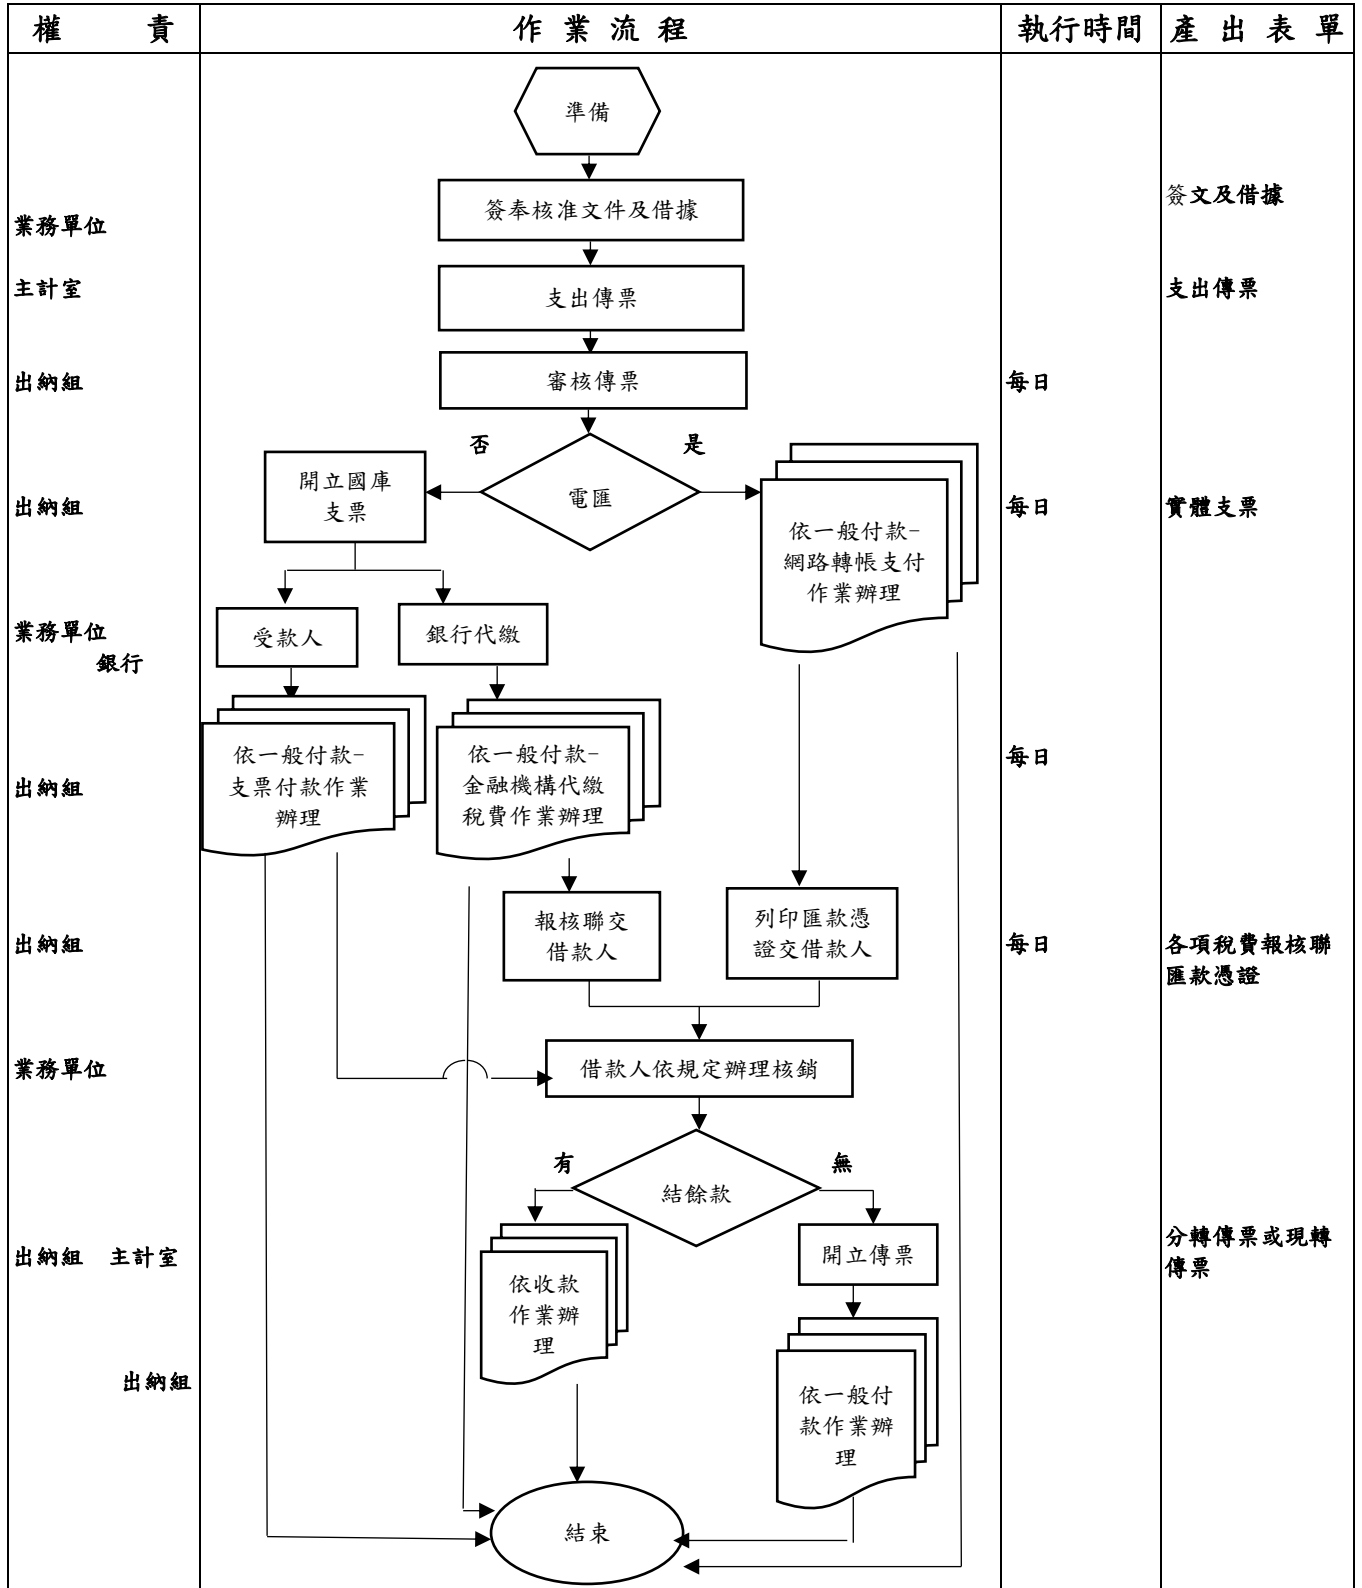 權 責 作 業 流 程 執行時間 產 出 表 單
準備
簽奉核准文件及借據
簽文及借據
業務單位
主計室
支出傳票
支出傳票
出納組
審核傳票
每日
否
是
開立國庫
支票
電匯
出納組
每日
實體支票
依一般付款-
網路轉帳支付
作業辦理
業務單位
銀行
受款人
銀行代繳
依一般付款-
支票付款作業
辦理
依一般付款-
金融機構代繳
稅費作業辦理
出納組
每日
報核聯交
借款人
列印匯款憑
證交借款人
出納組
每日
各項稅費報核聯
匯款憑證
業務單位
借款人依規定辦理核銷
有
無
結餘款
出納組 主計室
開立傳票
分轉傳票或現轉
傳票
依收款
作業辦
理
出納組
依一般付
款作業辦
理
結束